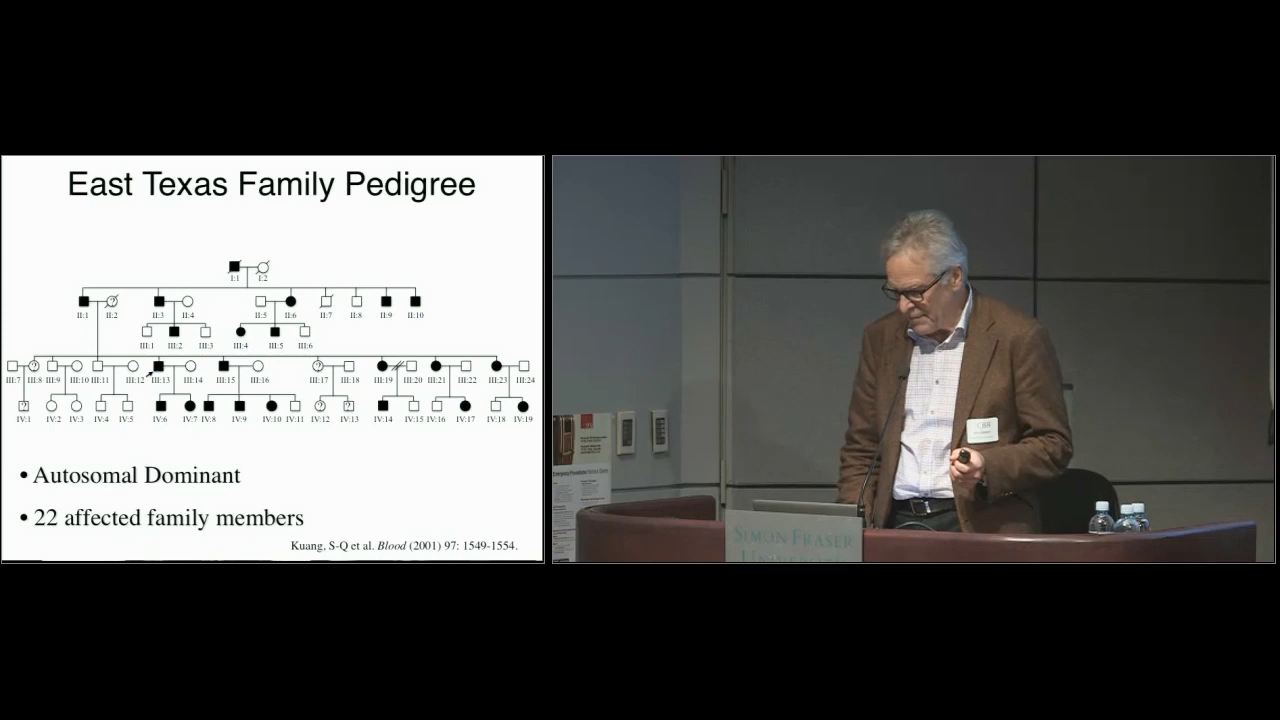 East Texas Family Pedigree
I:1 I:2
II:1 II:2 II:3 II:4 II:5 II:6 II:7 II:8 II:9 II:10
III:1 III:2 III:3 III:4 III:5 III:6
III:7 III:8 III:9 III:10 III:11 III:12 III:13 III:14 III:15 III:16 III:17 III:18 III:19 III:20 III:21 III:22 III:23 III:24
IV:1 IV:2 IV:3 IV:4 IV:5 IV:6 IV:7 IV:8 IV:9 IV:10 IV:11 IV:12 IV:13 IV:14 IV:15 IV:16 IV:17 IV:18 IV:19
• Autosomal Dominant
• 22 affected family members
Kuang, S-Q et al. Blood (2001) 97: 1549-1554.
SIMON FRASER
UNIVERSITY